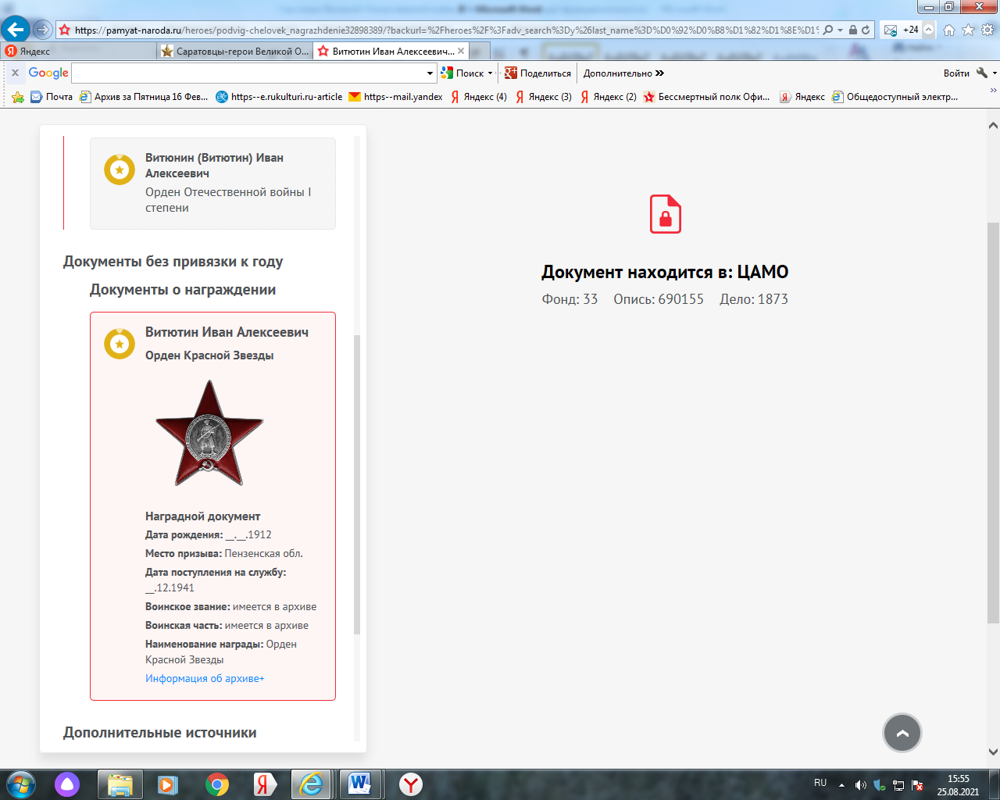 https://pamyat-naroda.ru/heroes/podvig-chelovek_nagrazhdenie32898389/?backurl=%2Fheroes%2F%3Fadv_search%3Dy%26last_name%3D%D0%92%D0%B8%D1%82%D1%8E%D1%
+24
Яндекс
Саратовцы-герои Великой О...
Витютин Иван Алексеевич...
Google
Поиск
Поделиться
Дополнительно
Войти
Почта
Архив за Пятница 16 Фев...
https--e.rukulturi.ru-article
https--mail.yandex
Яндекс (4)
Яндекс (3)
Яндекс (2)
Бессмертный полк Офи...
Яндекс
Общедоступный электр...
Витюнин (Витютин) Иван
Алексеевич
Орден Отечественной войны I
степени
Документы без привязки к году
Документы о награждении
Витютин Иван Алексеевич
Орден Красной Звезды
Наградной документ
Дата рождения: __.__.1912
Место призыва: Пензенская обл.
Дата поступления на службу:
__.12.1941
Воинское звание: имеется в архиве
Воинская часть: имеется в архиве
Наименование награды: Орден
Красной Звезды
Информация об архиве+
Дополнительные источники
Документ находится в: ЦАМО
Фонд: 33 Опись: 690155 Дело: 1873
RU
15:55
25.08.2021